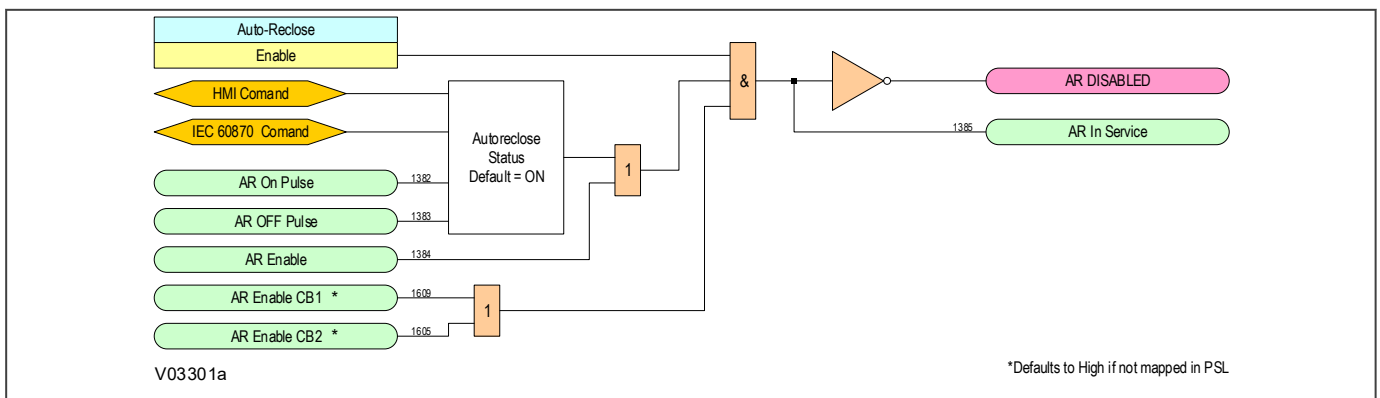 Auto-Reclose
Enable
HMI Comand
IEC 60870 Comand
Autoreclose
Status
Default = ON
AR On Pulse
1382
AR OFF Pulse
1383
AR Enable
1384
AR Enable CB1 *
1609
AR Enable CB2 *
1605
1
1
&
AR DISABLED
1385
AR In Service
V03301a
*Defaults to High if not mapped in PSL